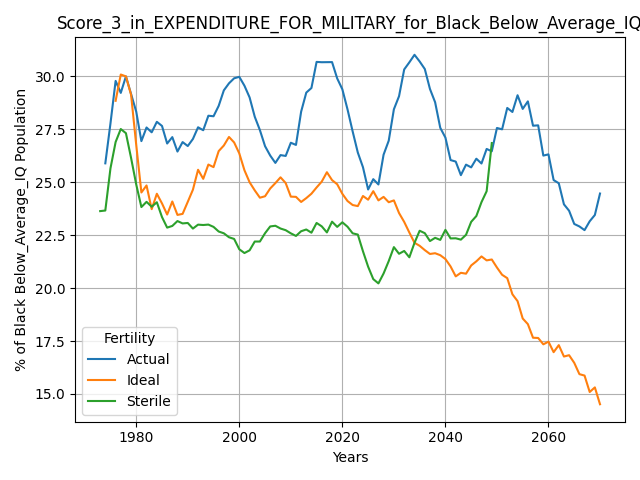 Score_3_in_EXPENDITURE_FOR_MILITARY_for_Black_Below_Average_IQ
% of Black Below_Average_IQ Population
30.0
27.5
25.0
22.5
20.0
17.5
15.0
Fertility
Actual
Ideal
Sterile
1980 2000 2020 2040 2060
Years